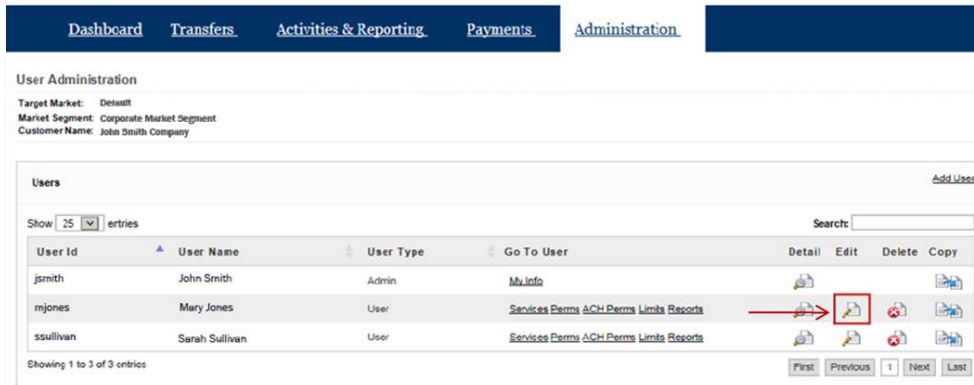 Dashboard Transfers Activities & Reporting Payments Administration
User Administration
Target Market: Default
Market Segment: Corporate Market Segment
Customer Name: John Smith Company
Users Add User
Show 25 entries Search:
User Id User Name User Type Go To User Detail Edit Delete Copy
jsmith John Smith Admin My Info
mjones Mary Jones User Services Perms ACH Perms Limits Reports
ssullivan Sarah Sullivan User Services Perms ACH Perms Limits Reports
Showing 1 to 3 of 3 entries First Previous 1 Next Last